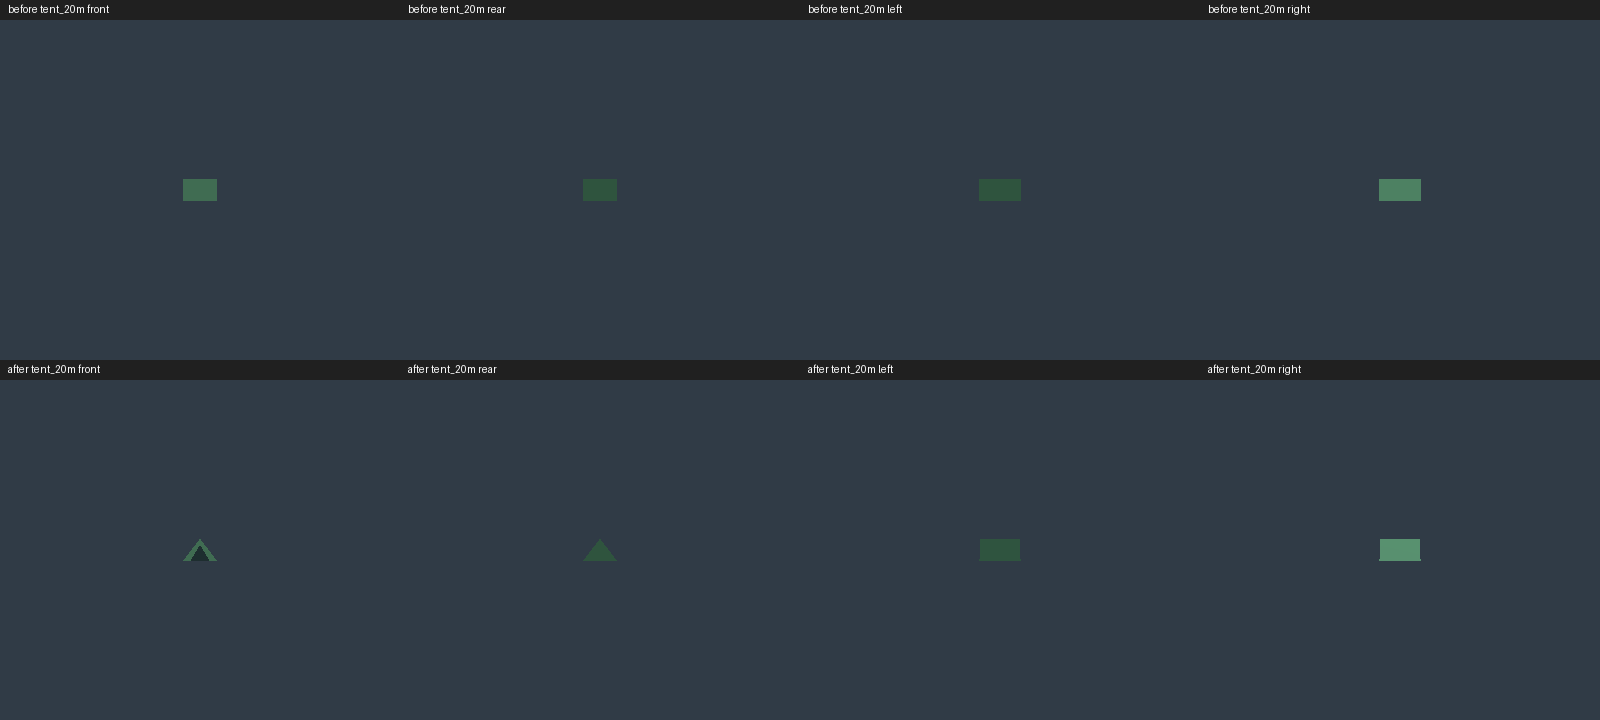 before tent_20m front
before tent_20m rear
before tent_20m left
before tent_20m right
after tent_20m front
after tent_20m rear
after tent_20m left
after tent_20m right